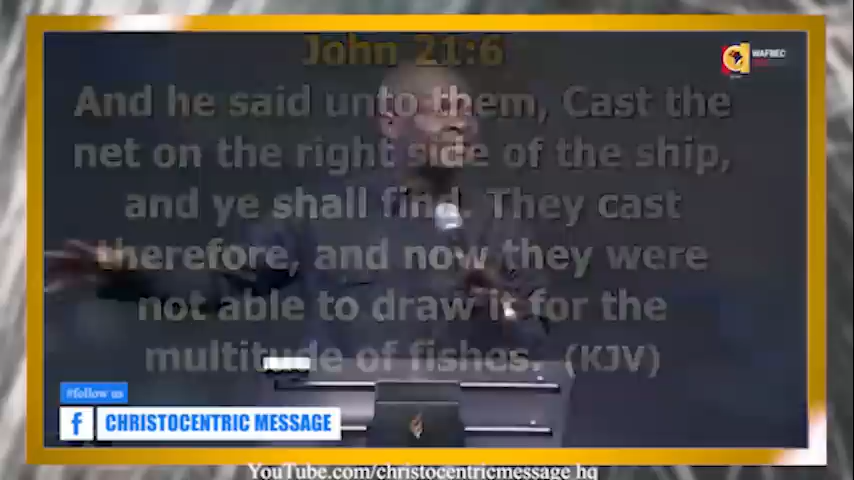 John 21:6
And he said unto them, Cast the
net on the right side of the ship,
and ye shall find. They cast
therefore, and now they were
not able to draw it for the
multitude of fishes. (KJV)
WAFBEC
#follow us
f CHRISTOCENTRIC MESSAGE
YouTube.com/christocentricmessage hq